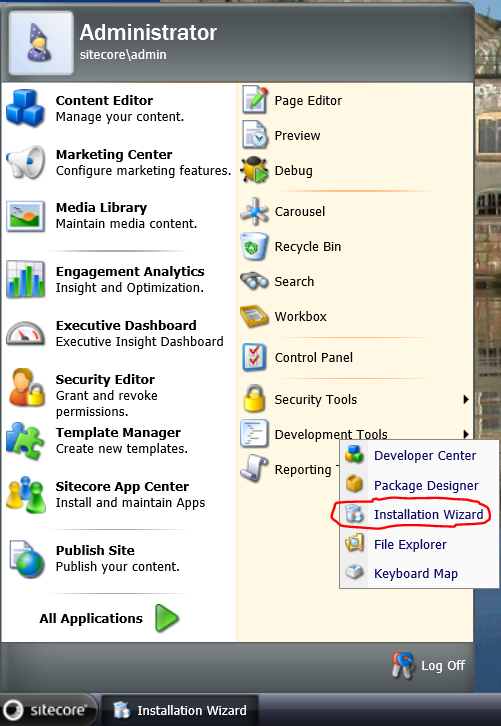 Administrator
sitecore\admin
Content Editor
Manage your content.
Marketing Center
Configure marketing features.
Media Library
Maintain media content.
Engagement Analytics
Insight and Optimization.
Executive Dashboard
Executive Insight Dashboard
Security Editor
Grant and revoke
permissions.
Template Manager
Create new templates.
Sitecore App Center
Install and maintain Apps
Publish Site
Publish your content.
All Applications
Page Editor
Preview
Debug
Carousel
Recycle Bin
Search
Workbox
Control Panel
Security Tools
Development Tools
Reporting
Developer Center
Package Designer
Installation Wizard
File Explorer
Keyboard Map
Log Off
sitecore
Installation Wizard